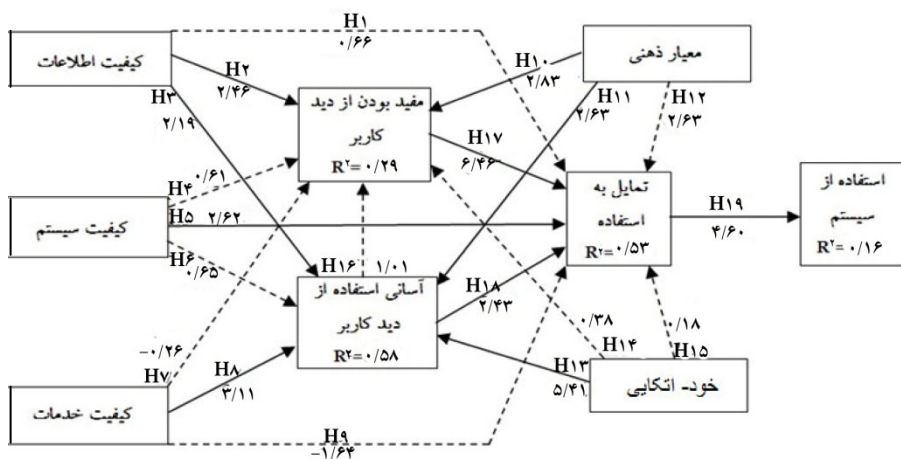 H۱
۰/۶۶
کیفیت اطلاعات
معیار ذهنی
H۲
۲/۴۶
H۱۰
۲/۸۳
H۳
۲/۱۹
H۱۱
۲/۶۳
H۱۲
۲/۶۳
مفید بودن از دید
کاربر
R۲=۰/۲۹
H۱۷
۶/۴۶
H۴
۰/۶۱
کیفیت سیستم
H۵
۲/۶۲
H۶
۰/۶۵
تمایل به
استفاده
R۲=۰/۵۳
H۱۹
۴/۶۰
استفاده از
سیستم
R۲=۰/۱۶
H۱۶
۱/۰۱
آسانی استفاده از
دید کاربر
R۲=۰/۵۸
H۱۸
۲/۴۳
۰/۳۸
H۱۴
۰/۱۸
H۱۵
-۰/۲۶
H۷
H۸
۳/۱۱
H۱۳
۵/۴۱
خود- اتکایی
کیفیت خدمات
H۹
-۱/۶۴